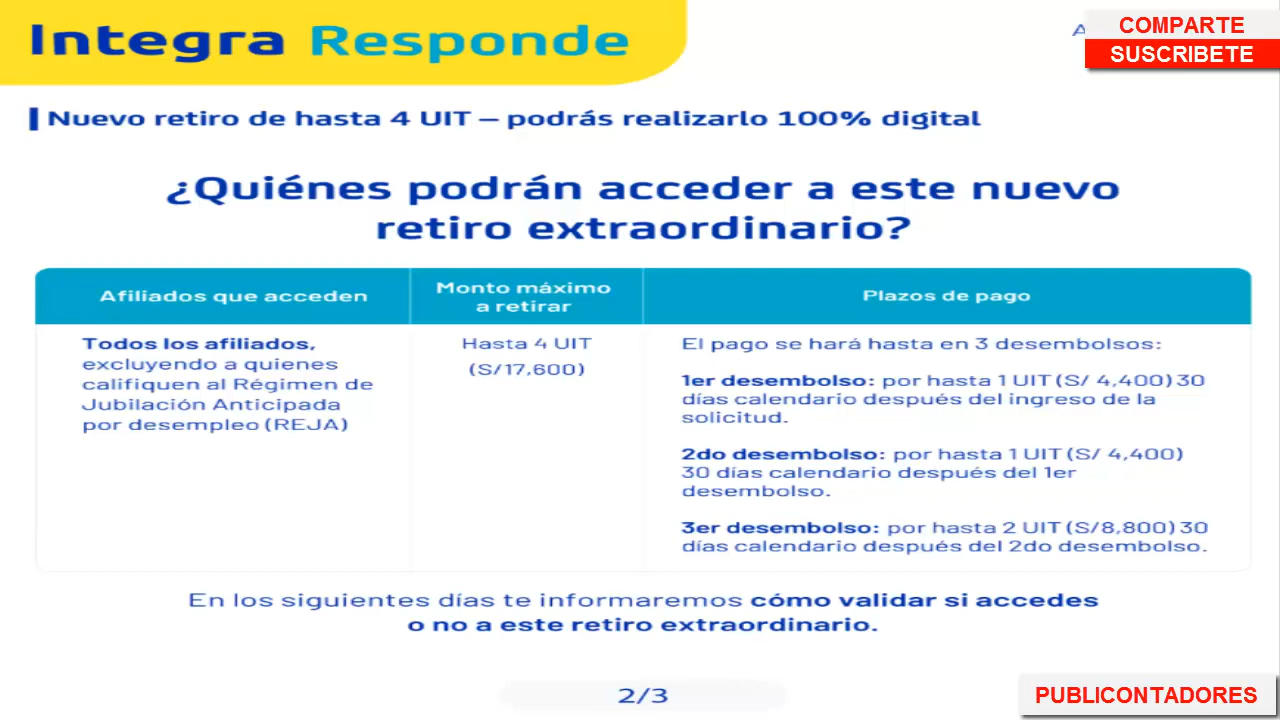 Integra Responde
COMPARTE
SUSCRIBETE
Nuevo retiro de hasta 4 UIT – podrás realizarlo 100% digital
¿Quiénes podrán acceder a este nuevo
retiro extraordinario?
Afiliados que acceden
Monto máximo
a retirar
Plazos de pago
Todos los afiliados,
excluyendo a quienes
califiquen al Régimen de
Jubilación Anticipada
por desempleo (REJA)
Hasta 4 UIT
(S/17,600)
El pago se hará hasta en 3 desembolsos:
1er desembolso: por hasta 1 UIT (S/ 4,400) 30
días calendario después del ingreso de la
solicitud.
2do desembolso: por hasta 1 UIT (S/ 4,400)
30 días calendario después del 1er
desembolso.
3er desembolso: por hasta 2 UIT (S/8,800) 30
días calendario después del 2do desembolso.
En los siguientes días te informaremos cómo validar si accedes
o no a este retiro extraordinario.
2/3
PUBLICONTADORES